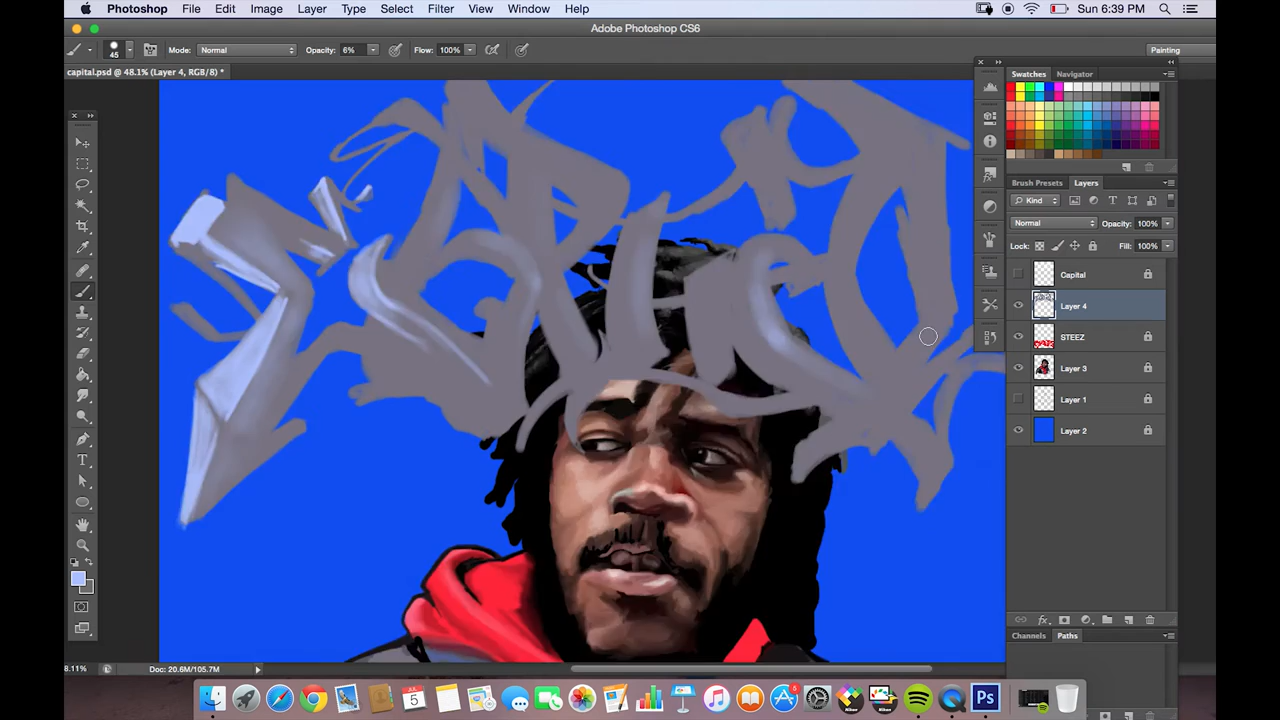 Photoshop File Edit Image Layer Type Select Filter View Window Help Sun 6:39 PM
Adobe Photoshop CS6
45 Mode: Normal Opacity: 6% Flow: 100% Painting
capital.psd @ 48.1% (Layer 4, RGB/8) *
Swatches Navigator
Brush Presets Layers
Kind
Normal Opacity: 100%
Lock: Fill: 100%
Capital
Layer 4
STEEZ
Layer 3
Layer 1
Layer 2
Channels Paths
8.11% Doc: 20.6M/105.7M
JUL
5